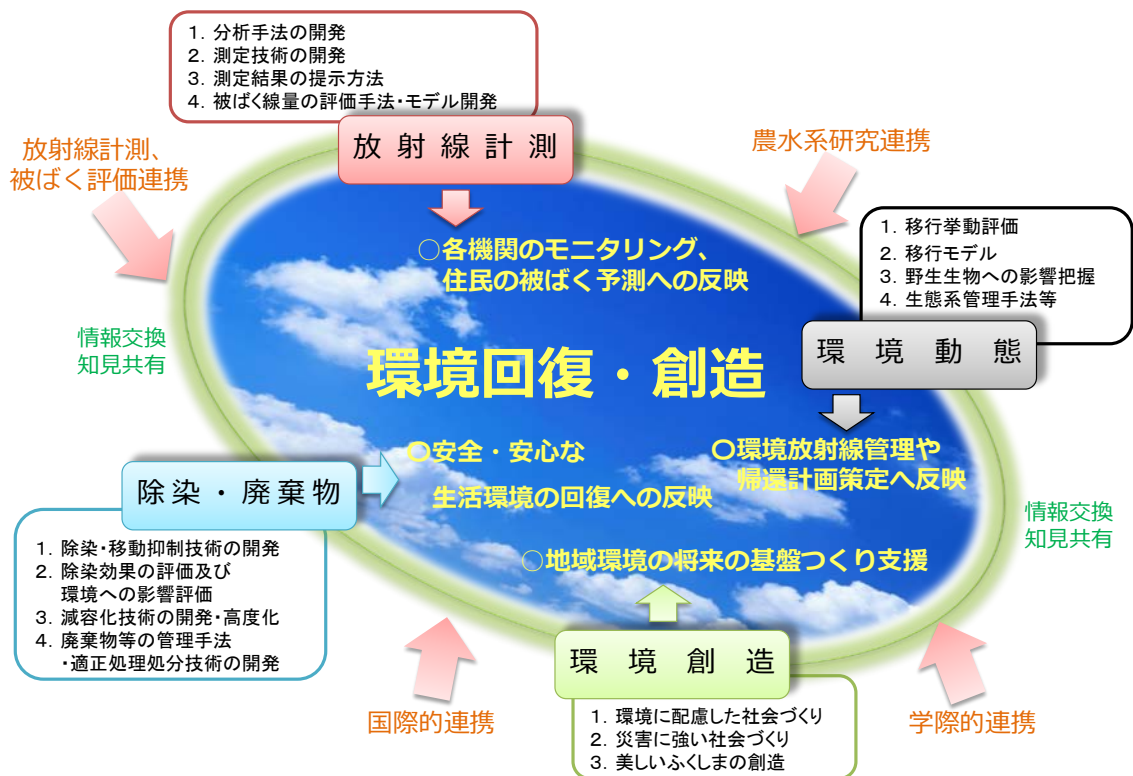 1. 分析手法の開発
2. 測定技術の開発
3. 測定結果の提示方法
4. 被ばく線量の評価手法・モデル開発
放射線計測
放射線計測、
被ばく評価連携
農水系研究連携
○各機関のモニタリング、
住民の被ばく予測への反映
1. 移行挙動評価
2. 移行モデル
3. 野生生物への影響把握
4. 生態系管理手法等
環境動態
情報交換
知見共有
環境回復・創造
○安全・安心な
生活環境の回復への反映
○環境放射線管理や
帰還計画策定へ反映
除染・廃棄物
1. 除染・移動抑制技術の開発
2. 除染効果の評価及び
環境への影響評価
3. 減容化技術の開発・高度化
4. 廃棄物等の管理手法
・適正処理処分技術の開発
情報交換
知見共有
○地域環境の将来の基盤つくり支援
環境創造
1. 環境に配慮した社会づくり
2. 災害に強い社会づくり
3. 美しいふくしまの創造
国際的連携
学際的連携